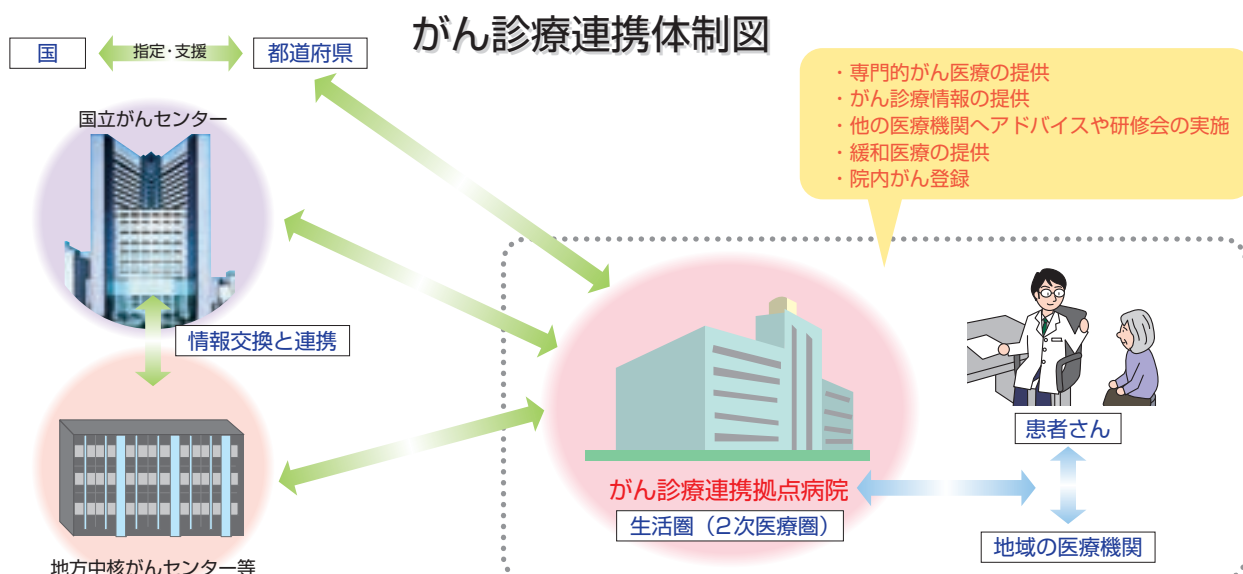 がん診療連携体制図
国
指定・支援
都道府県
・専門的がん医療の提供
・がん診療情報の提供
・他の医療機関へアドバイスや研修会の実施
・緩和医療の提供
・院内がん登録
国立がんセンター
情報交換と連携
地方中核がんセンター等
がん診療連携拠点病院
生活圏（2次医療圏）
患者さん
地域の医療機関